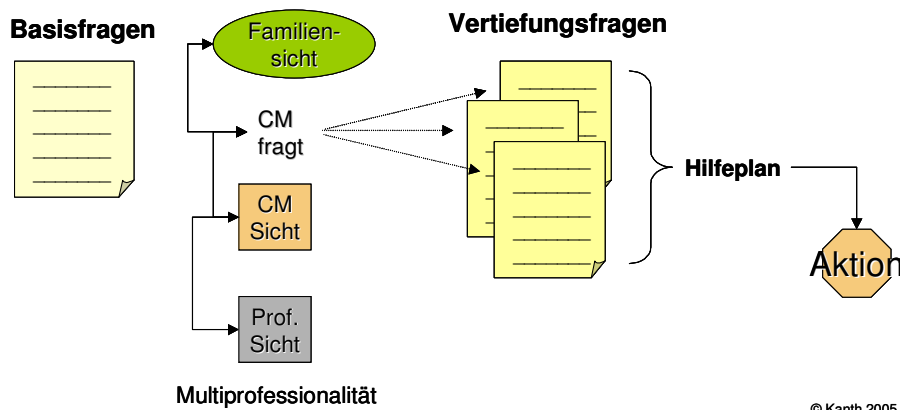 Basisfragen
Familien-
sicht
CM
fragt
CM
Sicht
Prof.
Sicht
Multiprofessionalität
Vertiefungsfragen
Hilfeplan
Aktion
© Kanth 2005